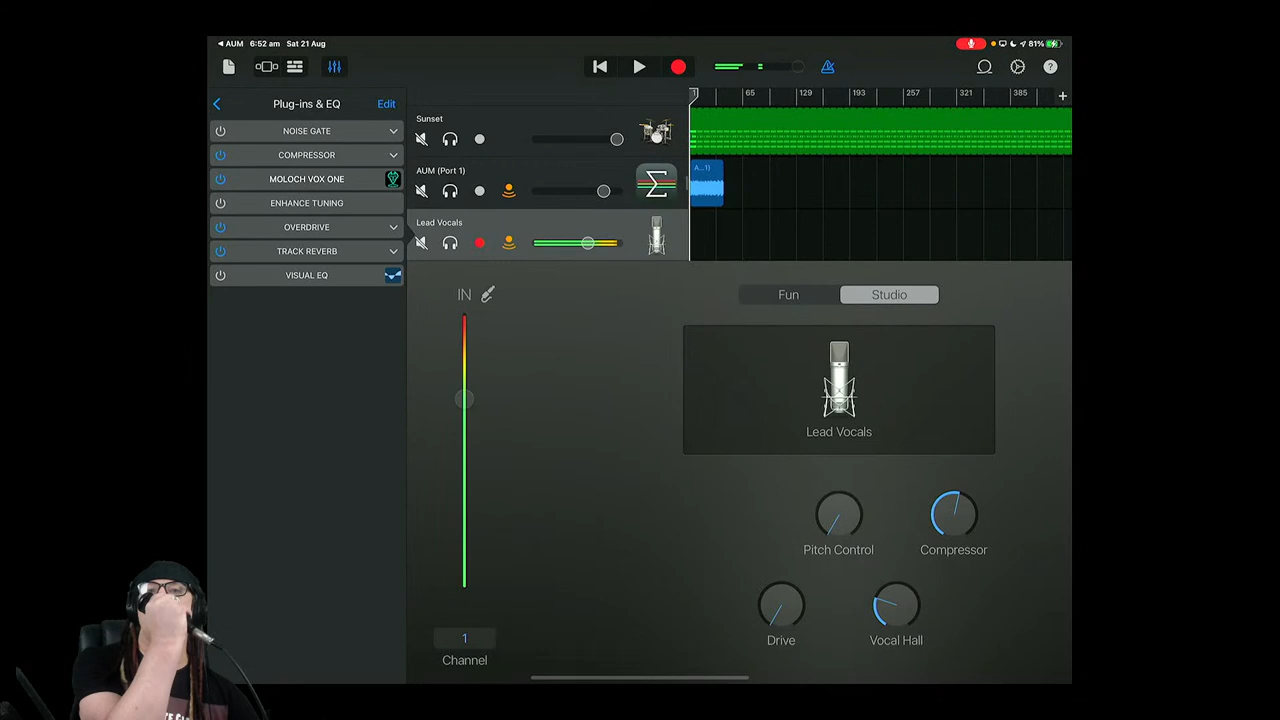 AUM 6:52 am Sat 21 Aug
81%
Plug-ins & EQ
Edit
NOISE GATE
COMPRESSOR
MOLOCH VOX ONE
ENHANCE TUNING
OVERDRIVE
TRACK REVERB
VISUAL EQ
1 65 129 193 257 321 385
Sunset
AUM (Port 1)
A...1)
Lead Vocals
IN
Fun
Studio
Lead Vocals
Pitch Control
Compressor
Drive
Vocal Hall
1
Channel